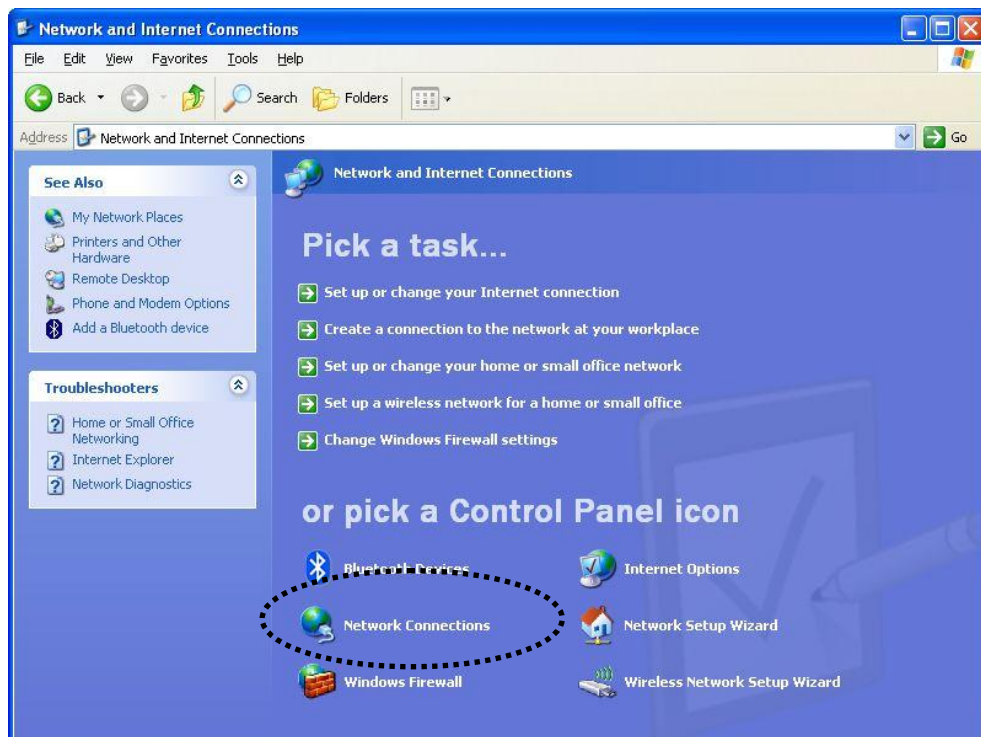 Network and Internet Connections
File Edit View Favorites Tools Help
Back Search Folders
Address Network and Internet Connections Go
See Also
My Network Places
Printers and Other
Hardware
Remote Desktop
Phone and Modem Options
Add a Bluetooth device
Troubleshooters
Home or Small Office
Networking
Internet Explorer
Network Diagnostics
Network and Internet Connections
Pick a task...
Set up or change your Internet connection
Create a connection to the network at your workplace
Set up or change your home or small office network
Set up a wireless network for a home or small office
Change Windows Firewall settings
or pick a Control Panel icon
Bluetooth Devices Internet Options
Network Connections Network Setup Wizard
Windows Firewall Wireless Network Setup Wizard